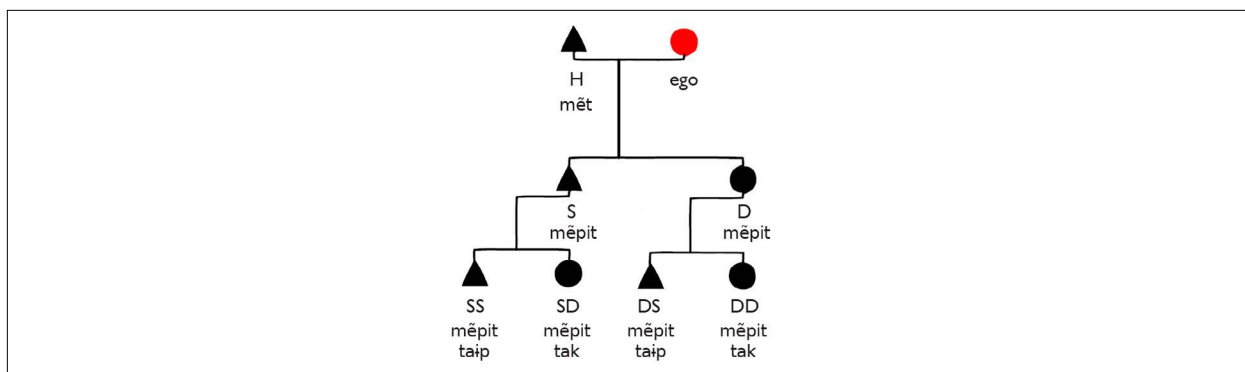 H ego
mẽt
S D
mẽpit mẽpit
SS SD DS DD
mẽpit mẽpit mẽpit mẽpit
taɨp tak taɨp tak